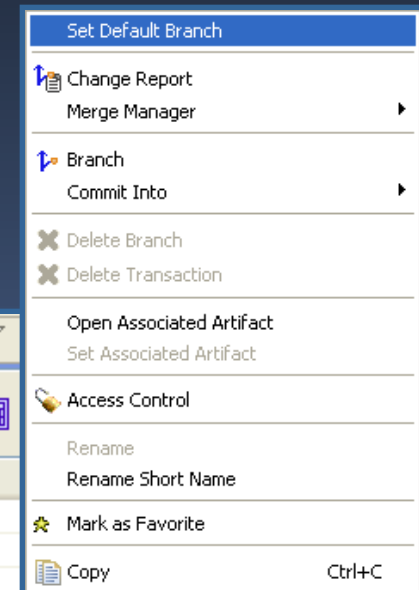 Set Default Branch
Change Report
Merge Manager
Branch
Commit Into
Delete Branch
Delete Transaction
Open Associated Artifact
Set Associated Artifact
Access Control
Rename
Rename Short Name
Mark as Favorite
Copy Ctrl+C